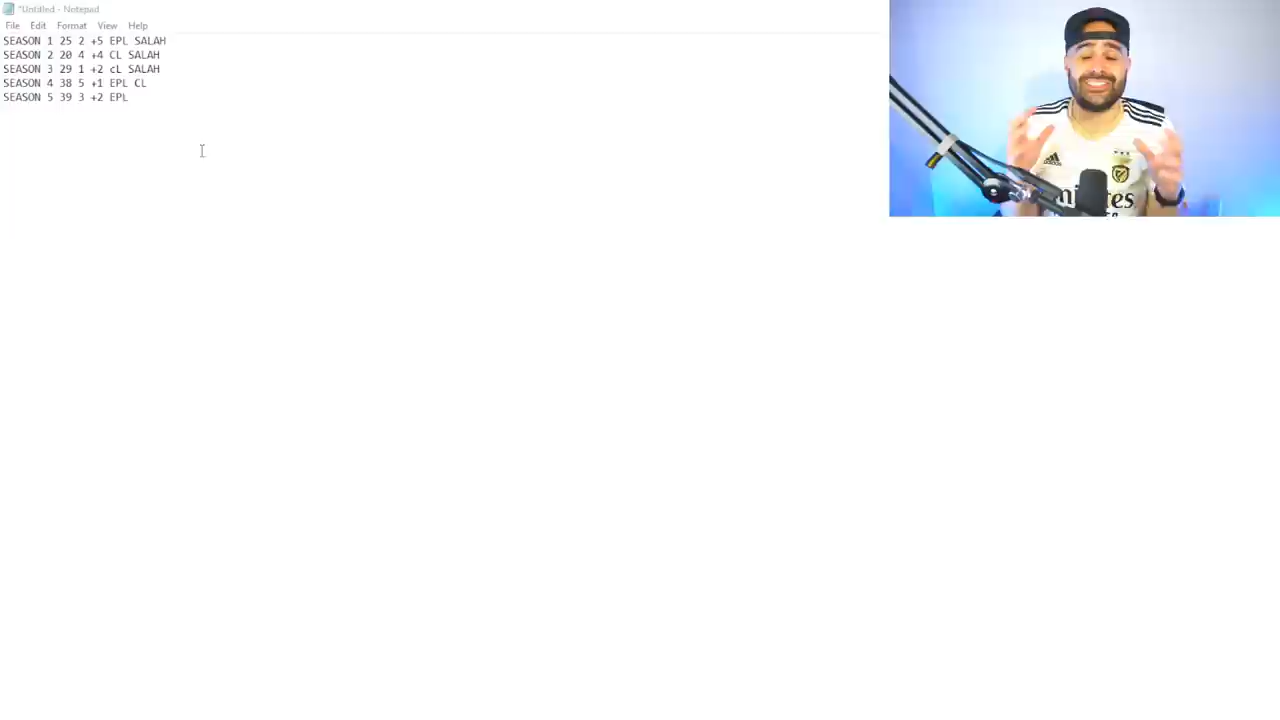 *Untitled - Notepad
File Edit Format View Help
SEASON 1 25 2 +5 EPL SALAH
SEASON 2 20 4 +4 CL SALAH
SEASON 3 29 1 +2 cL SALAH
SEASON 4 38 5 +1 EPL CL
SEASON 5 39 3 +2 EPL